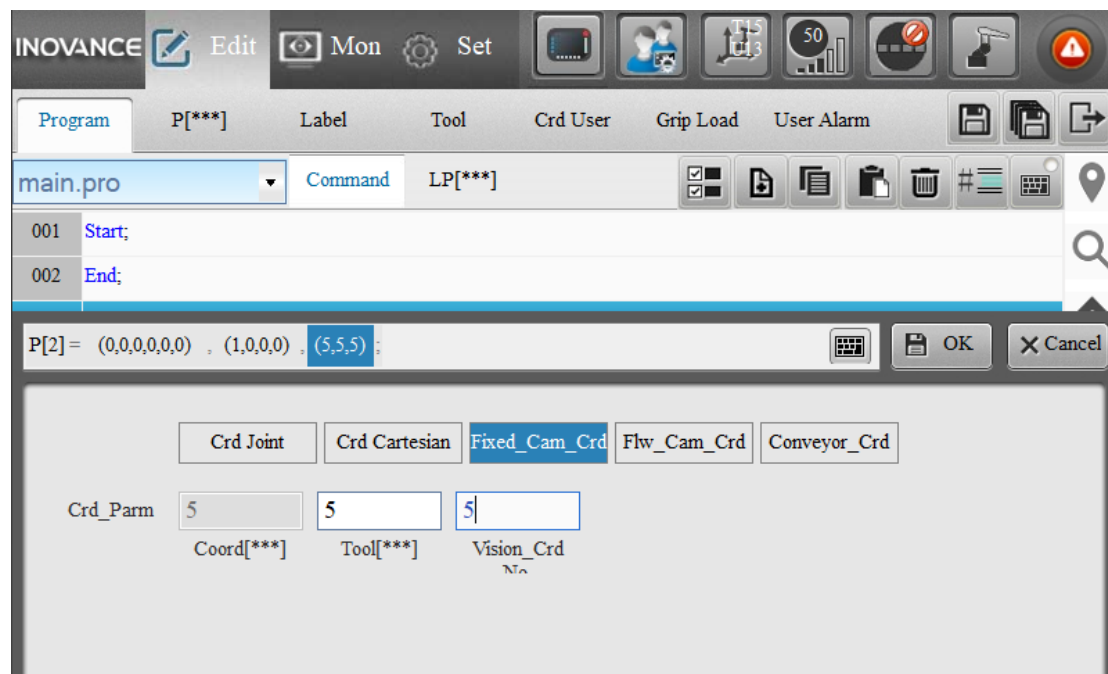 INOVANCE Edit Mon Set T15 U13 50
Program P[***] Label Tool Crd User Grip Load User Alarm
main.pro Command LP[***] #
001 Start;
002 End;
P[2] = (0,0,0,0,0,0) , (1,0,0,0) , (5,5,5) ; OK Cancel
Crd Joint Crd Cartesian Fixed_Cam_Crd Flw_Cam_Crd Conveyor_Crd
Crd_Parm 5 5 5
Coord[***] Tool[***] Vision_Crd
No